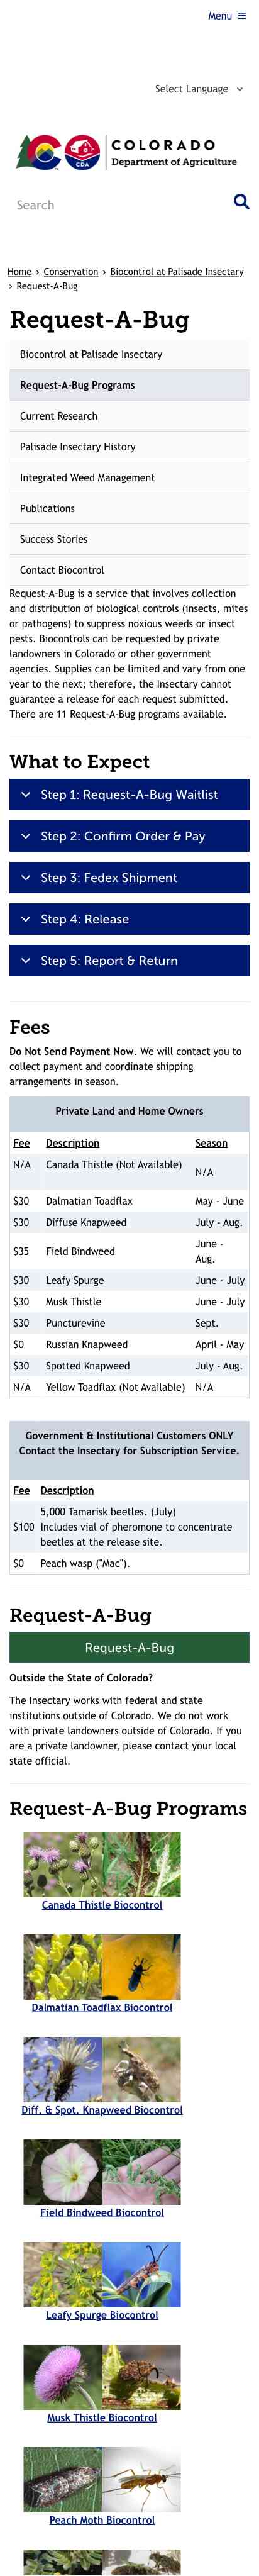 Menu
Select Language
COLORADO
Department of Agriculture
CO
CDA
Search
Home › Conservation › Biocontrol at Palisade Insectary
› Request-A-Bug
Request-A-Bug
Biocontrol at Palisade Insectary
Request-A-Bug Programs
Current Research
Palisade Insectary History
Integrated Weed Management
Publications
Success Stories
Contact Biocontrol
Request-A-Bug is a service that involves collection
and distribution of biological controls (insects, mites
or pathogens) to suppress noxious weeds or insect
pests. Biocontrols can be requested by private
landowners in Colorado or other government
agencies. Supplies can be limited and vary from one
year to the next; therefore, the Insectary cannot
guarantee a release for each request submitted.
There are 11 Request-A-Bug programs available.
What to Expect
Step 1: Request-A-Bug Waitlist
Step 2: Confirm Order & Pay
Step 3: Fedex Shipment
Step 4: Release
Step 5: Report & Return
Fees
Do Not Send Payment Now. We will contact you to
collect payment and coordinate shipping
arrangements in season.
Private Land and Home Owners
Fee Description Season
N/A Canada Thistle (Not Available) N/A
$30 Dalmatian Toadflax May - June
$30 Diffuse Knapweed July - Aug.
$35 Field Bindweed June -
Aug.
$30 Leafy Spurge June - July
$30 Musk Thistle June - July
$30 Puncturevine Sept.
$0 Russian Knapweed April - May
$30 Spotted Knapweed July - Aug.
N/A Yellow Toadflax (Not Available) N/A
Government & Institutional Customers ONLY
Contact the Insectary for Subscription Service.
Fee Description
5,000 Tamarisk beetles. (July)
$100 Includes vial of pheromone to concentrate
beetles at the release site.
$0 Peach wasp ("Mac").
Request-A-Bug
Request-A-Bug
Outside the State of Colorado?
The Insectary works with federal and state
institutions outside of Colorado. We do not work
with private landowners outside of Colorado. If you
are a private landowner, please contact your local
state official.
Request-A-Bug Programs
Canada Thistle Biocontrol
Dalmatian Toadflax Biocontrol
Diff. & Spot. Knapweed Biocontrol
Field Bindweed Biocontrol
Leafy Spurge Biocontrol
Musk Thistle Biocontrol
Peach Moth Biocontrol